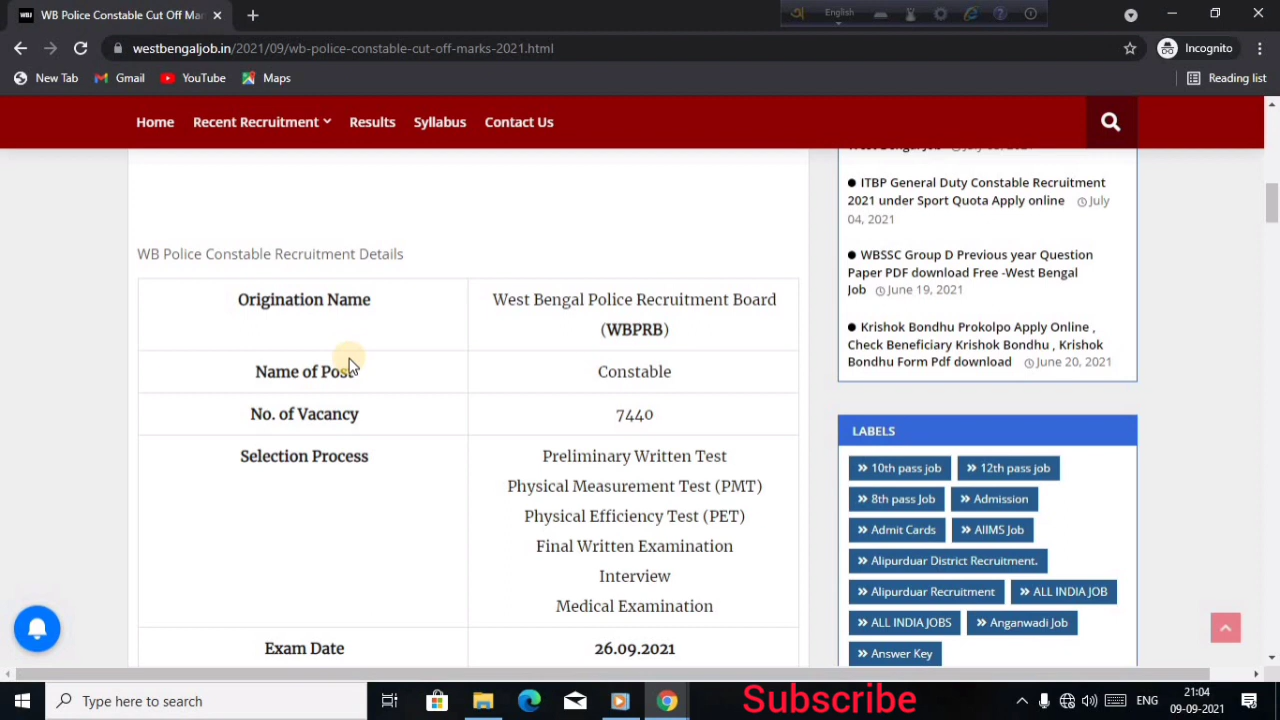 WB Police Constable Cut Off Mar
English
westbengaljob.in/2021/09/wb-police-constable-cut-off-marks-2021.html
Incognito
New Tab
Gmail
YouTube
Maps
Reading list
Home
Recent Recruitment
Results
Syllabus
Contact Us
WB Police Constable Recruitment Details
Origination Name
West Bengal Police Recruitment Board
(WBPRB)
Name of Post
Constable
No. of Vacancy
7440
Selection Process
Preliminary Written Test
Physical Measurement Test (PMT)
Physical Efficiency Test (PET)
Final Written Examination
Interview
Medical Examination
Exam Date
26.09.2021
ITBP General Duty Constable Recruitment
2021 under Sport Quota Apply online July
04, 2021
WBSSC Group D Previous year Question
Paper PDF download Free -West Bengal
Job June 19, 2021
Krishok Bondhu Prokolpo Apply Online ,
Check Beneficiary Krishok Bondhu , Krishok
Bondhu Form Pdf download June 20, 2021
LABELS
10th pass job
12th pass job
8th pass Job
Admission
Admit Cards
AIIMS Job
Alipurduar District Recruitment.
Alipurduar Recruitment
ALL INDIA JOB
ALL INDIA JOBS
Anganwadi Job
Answer Key
Type here to search
Subscribe
ENG
21:04
09-09-2021